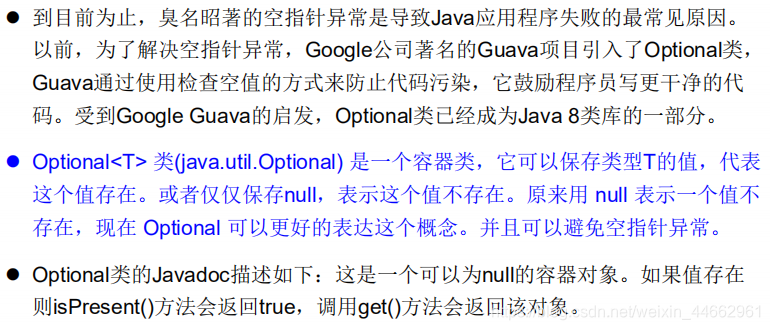 ● 到目前为止，臭名昭著的空指针异常是导致Java应用程序失败的最常见原因。
以前，为了解决空指针异常，Google公司著名的Guava项目引入了Optional类，
Guava通过使用检查空值的方式来防止代码污染，它鼓励程序员写更干净的代
码。受到Google Guava的启发，Optional类已经成为Java 8类库的一部分。
● Optional<T> 类(java.util.Optional) 是一个容器类，它可以保存类型T的值，代表
这个值存在。或者仅仅保存null，表示这个值不存在。原来用 null 表示一个值不
存在，现在 Optional 可以更好的表达这个概念。并且可以避免空指针异常。
● Optional类的Javadoc描述如下：这是一个可以为null的容器对象。如果值存在
则isPresent()方法会返回true，调用get()方法会返回该对象。
csdn.net/weixin_44662961